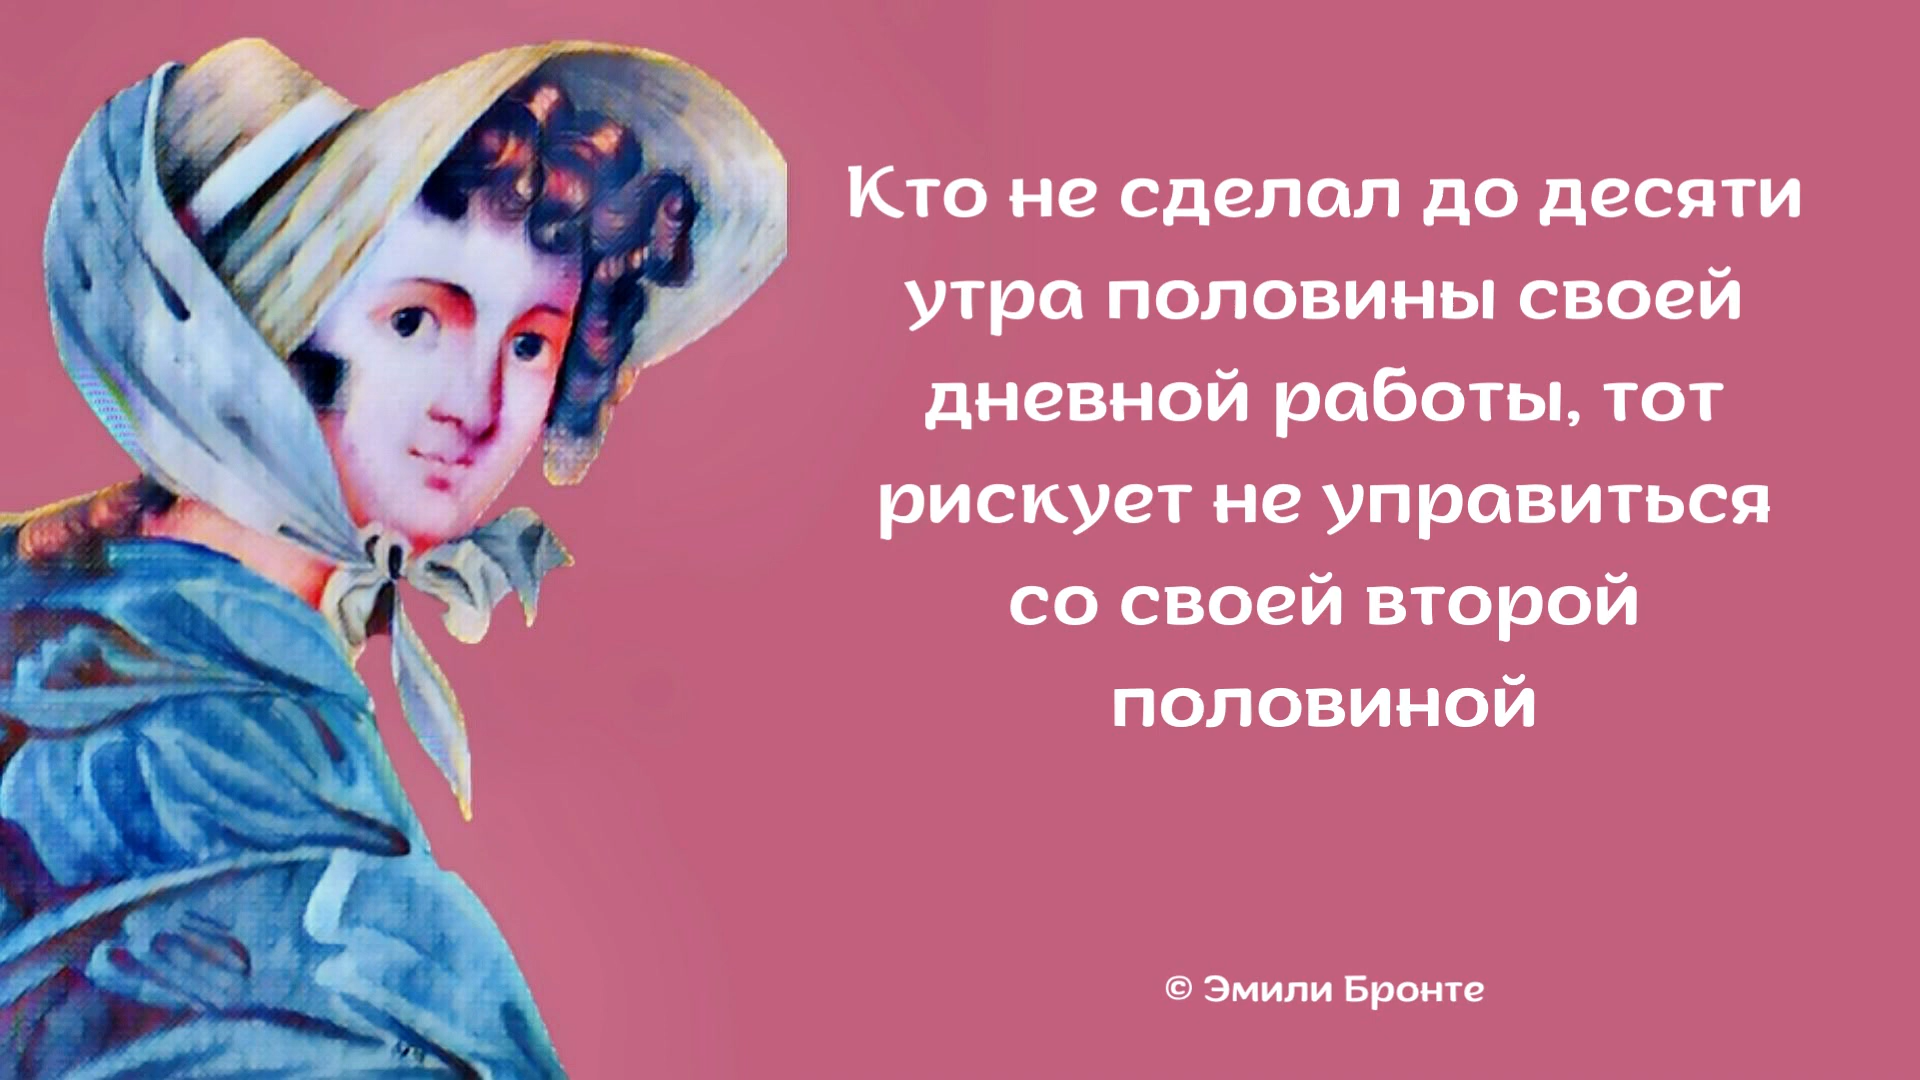 Кто не сделал до десяти
утра половины своей
дневной работы, тот
рискует не управиться
со своей второй
половиной
© Эмили Бронте